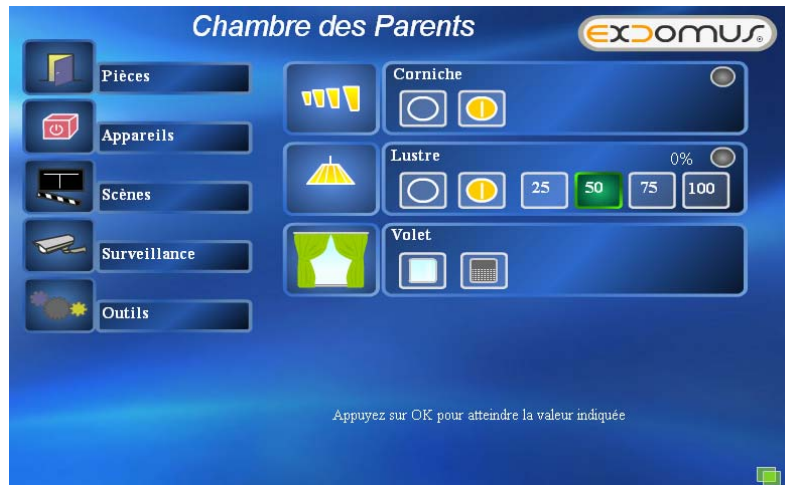 Chambre des Parents
EXDOMUS®
Pièces
Appareils
Scènes
Surveillance
Outils
Corniche
Lustre
0%
25 50 75 100
Volet
Appuyez sur OK pour atteindre la valeur indiquée